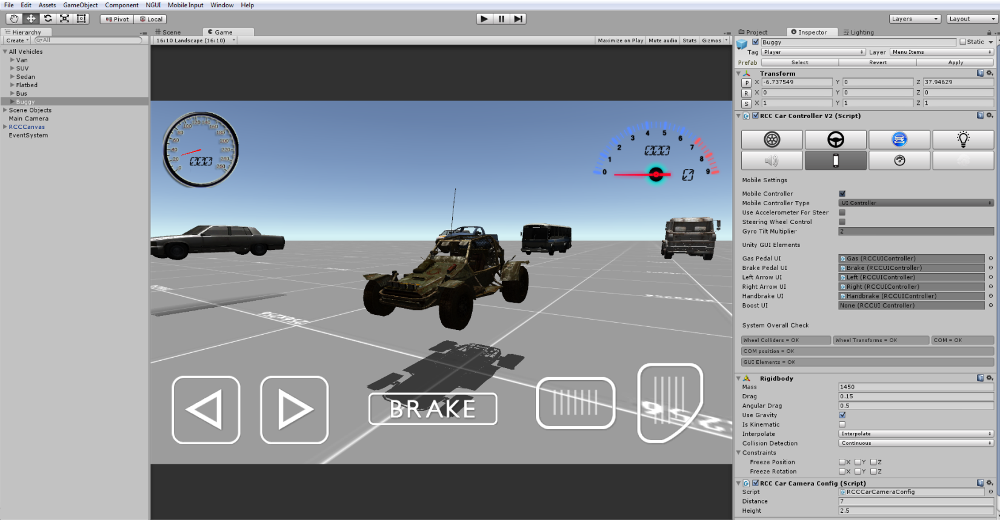 File Edit Assets GameObject Component NGUI Mobile Input Window Help
Pivot Local
Layers Layout
Hierarchy
Create All
All Vehicles
Van
SUV
Sedan
Flatbed
Bus
Buggy
Scene Objects
Main Camera
RCCCanvas
EventSystem
Scene Game
16:10 Landscape (16:10) Maximize on Play Mute audio Stats Gizmos
0 20 40 60 80 100 120 140 160 180 200 220 240 260
0 1 2 3 4 5 6 7 8 9
256x256
BRAKE
Project Inspector Lighting
Buggy Static
Tag Player Layer Menu Items
Prefab Select Revert Apply
Transform
P X -6.737549 Y 0 Z 37.94629
R X 0 Y 0 Z 0
S X 1 Y 1 Z 1
RCC Car Controller V2 (Script)
Mobile Settings
Mobile Controller
Mobile Controller Type UI Controller
Use Accelerometer For Steer
Steering Wheel Control
Gyro Tilt Multiplier 2
Unity GUI Elements
Gas Pedal UI Gas (RCCUIController)
Brake Pedal UI Brake (RCCUIController)
Left Arrow UI Left (RCCUIController)
Right Arrow UI Right (RCCUIController)
Handbrake UI Handbrake (RCCUIController)
Boost UI None (RCCUI Controller)
System Overall Check
Wheel Colliders = OK Wheel Transforms = OK COM = OK
COM position = OK
GUI Elements = OK
Rigidbody
Mass 1450
Drag 0.15
Angular Drag 0.5
Use Gravity
Is Kinematic
Interpolate Interpolate
Collision Detection Continuous
Constraints
Freeze Position X Y Z
Freeze Rotation X Y Z
RCC Car Camera Config (Script)
Script RCCCarCameraConfig
Distance 7
Height 2.5